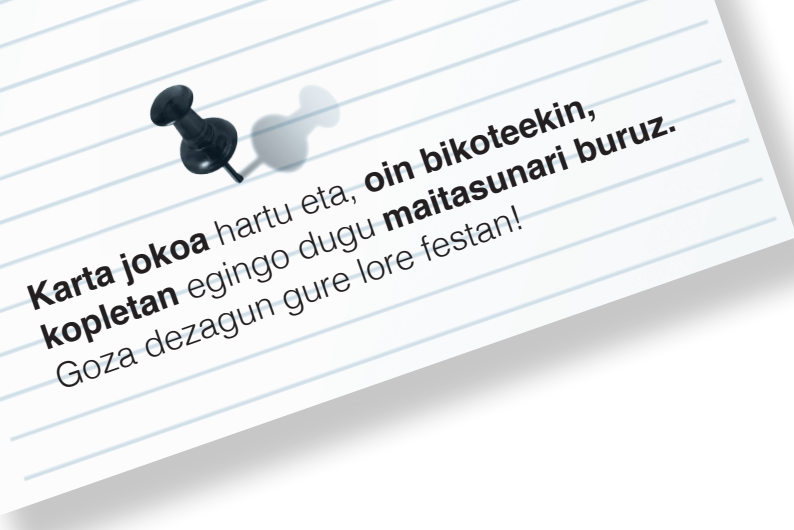 Karta jokoa hartu eta, oin bikoteekin,
kopletan egingo dugu maitasunari buruz.
Goza dezagun gure lore festan!